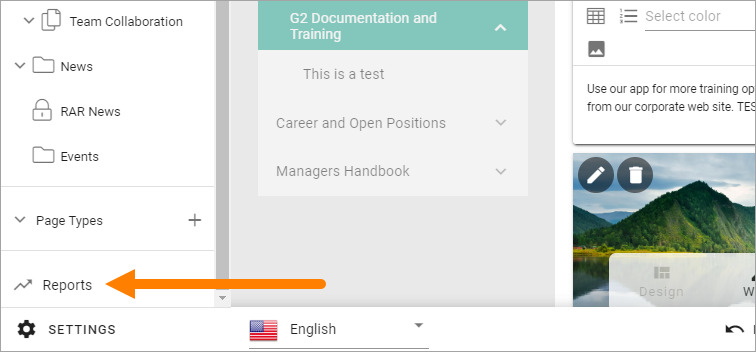 Team Collaboration
News
RAR News
Events
Page Types
Reports
SETTINGS
G2 Documentation and
Training
This is a test
Career and Open Positions
Managers Handbook
English
Select color
Use our app for more training op
from our corporate web site. TES
Design
W